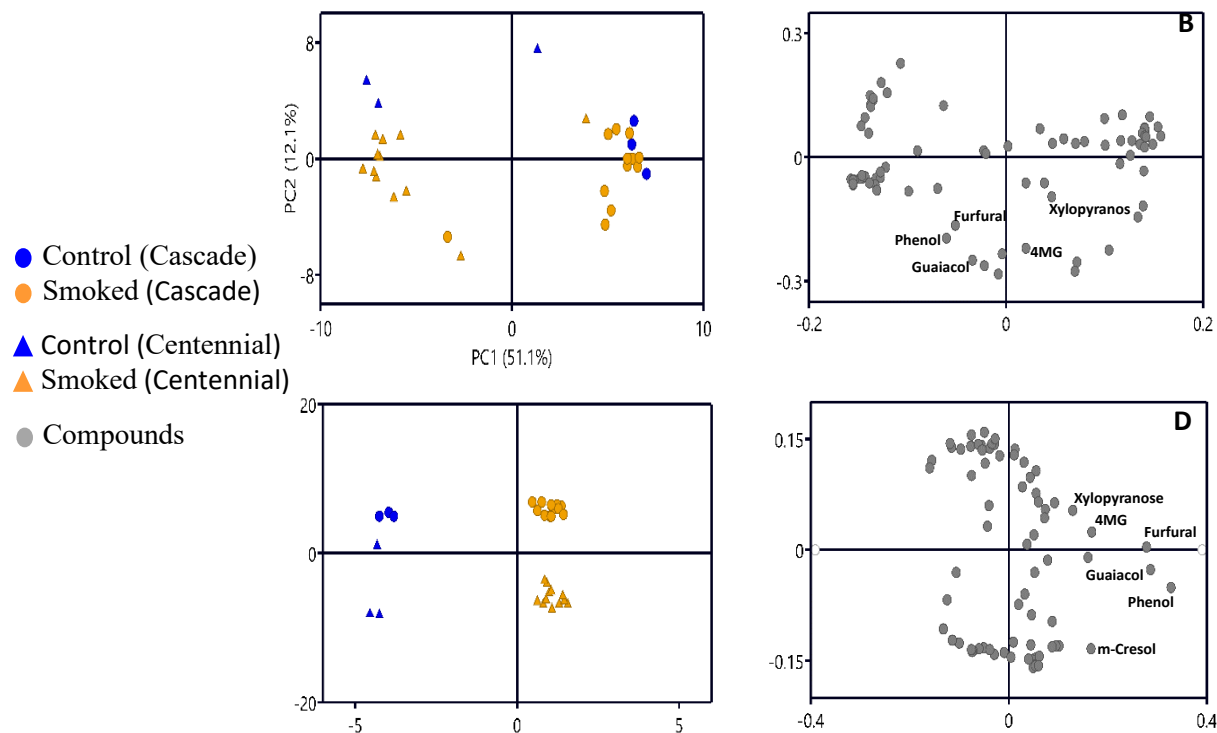 Control (Cascade)
Smoked (Cascade)
Control (Centennial)
Smoked (Centennial)
Compounds
8
0
-8
PC2 (12.1%)
-10
0
10
PC1 (51.1%)
B
0.3
0
-0.3
Furfural
Xylopyranos
Phenol
4MG
Guaiacol
-0.2
0
0.2
20
0
-20
-5
0
5
D
0.15
0
-0.15
Xylopyranose
4MG
Furfural
Guaiacol
Phenol
m-Cresol
-0.4
0
0.4